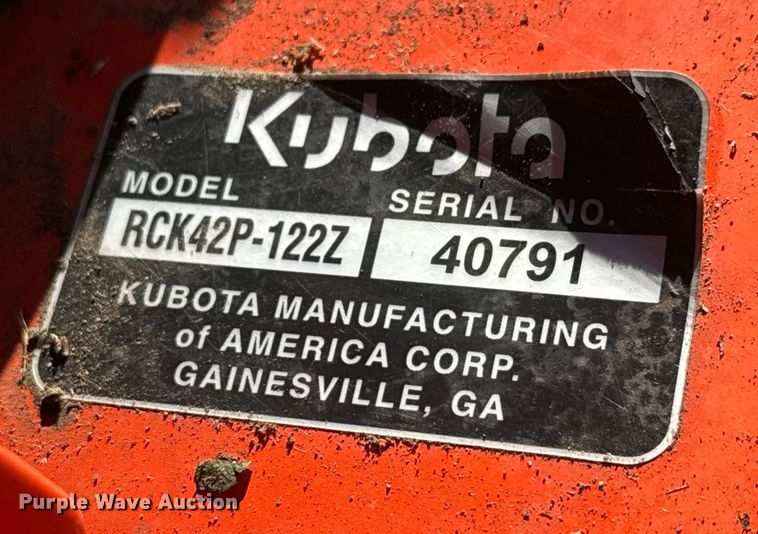 Kubota
MODEL SERIAL NO.
RCK42P-122Z 40791
KUBOTA MANUFACTURING
of AMERICA CORP.
GAINESVILLE, GA
Purple Wave Auction